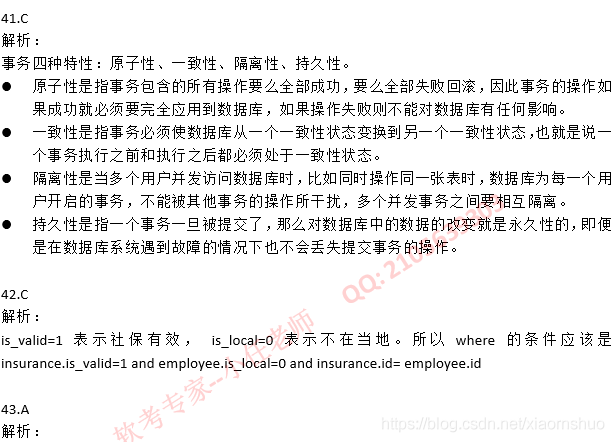 41.C
解析：
事务四种特性：原子性、一致性、隔离性、持久性。
● 原子性是指事务包含的所有操作要么全部成功，要么全部失败回滚，因此事务的操作如
果成功就必须要完全应用到数据库，如果操作失败则不能对数据库有任何影响。
● 一致性是指事务必须使数据库从一个一致性状态变换到另一个一致性状态，也就是说一
个事务执行之前和执行之后都必须处于一致性状态。
● 隔离性是当多个用户并发访问数据库时，比如同时操作同一张表时，数据库为每一个用
户开启的事务，不能被其他事务的操作所干扰，多个并发事务之间要相互隔离。
● 持久性是指一个事务一旦被提交了，那么对数据库中的数据的改变就是永久性的，即便
是在数据库系统遇到故障的情况下也不会丢失提交事务的操作。
42.C
解析：
is_valid=1 表示社保有效， is_local=0 表示不在当地。所以 where 的条件应该是
insurance.is_valid=1 and employee.is_local=0 and insurance.id= employee.id
43.A
解析：
软考专家--小任老师
QQ:
https://blog.csdn.net/xiaomshuo